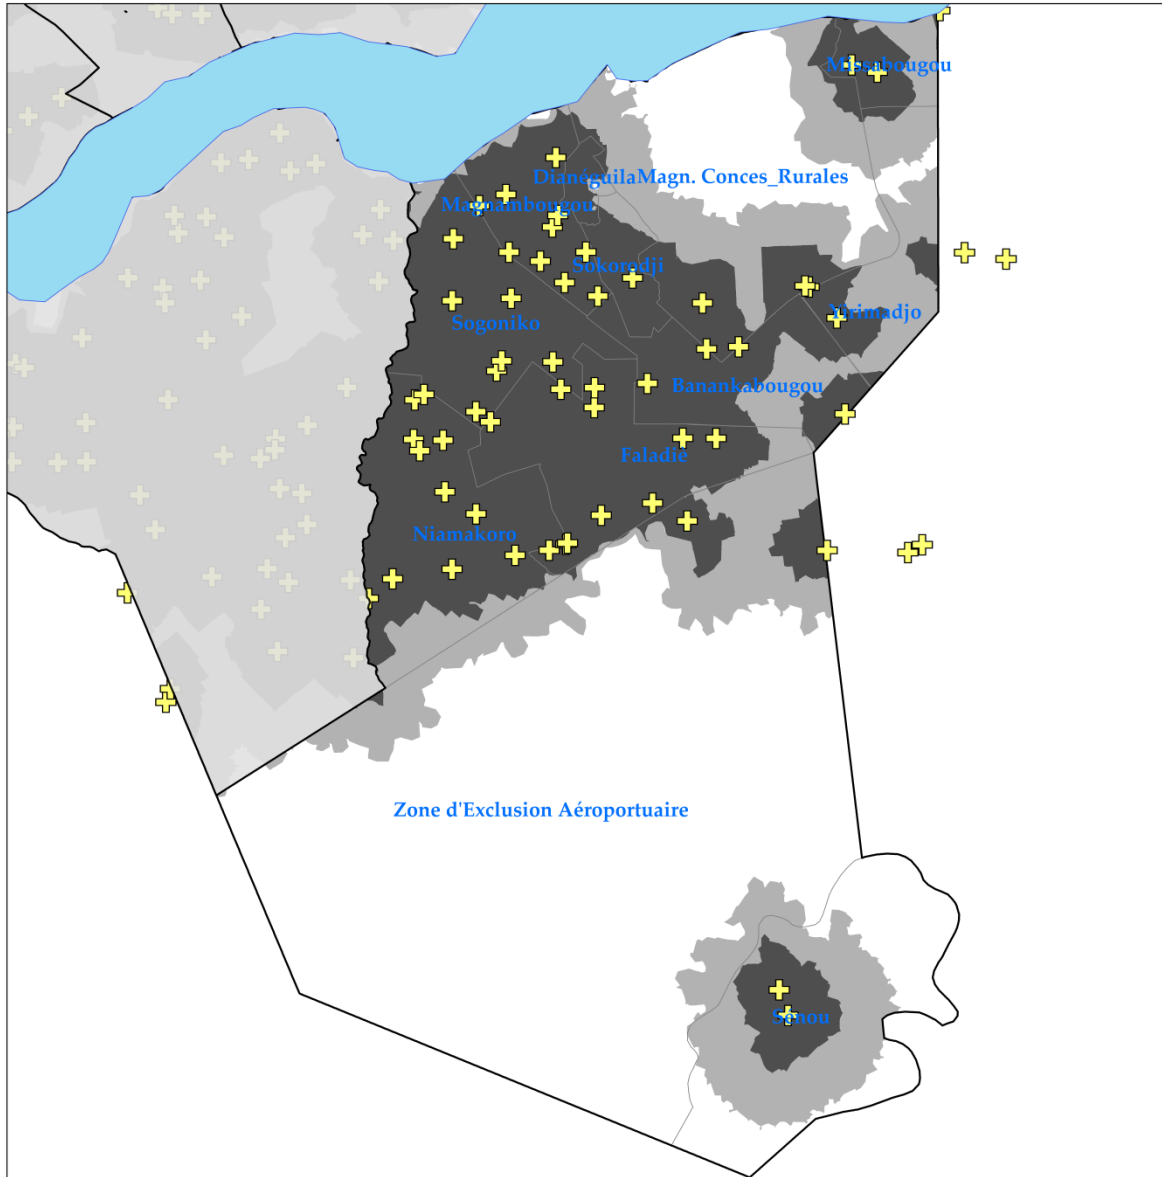 Missabougou
DianéguilaMagn. Conces_Rurales
Magnambougou
Sokorodji
Yirimadjo
Sogoniko
Banankabougou
Faladié
Niamakoro
Zone d'Exclusion Aéroportuaire
Sénou